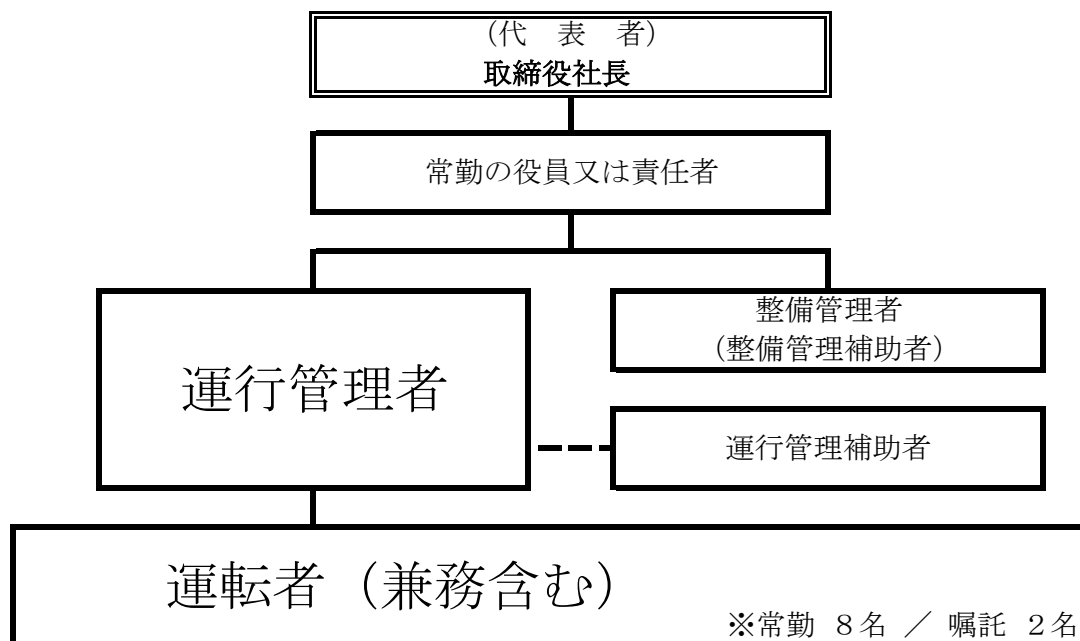 （代　表　者）
取締役社長
常勤の役員又は責任者
運行管理者
整備管理者
（整備管理補助者）
運行管理補助者
運転者（兼務含む）
※常勤 ８名 ／ 嘱託 ２名